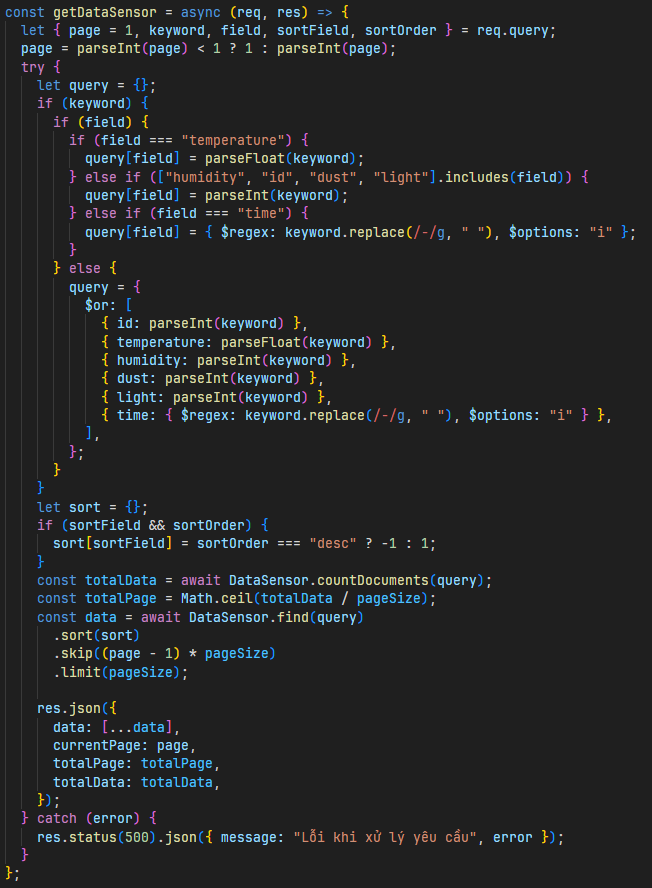 const getDataSensor = async (req, res) => {
  let { page = 1, keyword, field, sortField, sortOrder } = req.query;
  page = parseInt(page) < 1 ? 1 : parseInt(page);
  try {
    let query = {};
    if (keyword) {
      if (field) {
        if (field === "temperature") {
          query[field] = parseFloat(keyword);
        } else if (["humidity", "id", "dust", "light"].includes(field)) {
          query[field] = parseInt(keyword);
        } else if (field === "time") {
          query[field] = { $regex: keyword.replace(/-/g, " "), $options: "i" };
        }
      } else {
        query = {
          $or: [
            { id: parseInt(keyword) },
            { temperature: parseFloat(keyword) },
            { humidity: parseInt(keyword) },
            { dust: parseInt(keyword) },
            { light: parseInt(keyword) },
            { time: { $regex: keyword.replace(/-/g, " "), $options: "i" } },
          ],
        };
      }
    }
    let sort = {};
    if (sortField && sortOrder) {
      sort[sortField] = sortOrder === "desc" ? -1 : 1;
    }
    const totalData = await DataSensor.countDocuments(query);
    const totalPage = Math.ceil(totalData / pageSize);
    const data = await DataSensor.find(query)
      .sort(sort)
      .skip((page - 1) * pageSize)
      .limit(pageSize);

    res.json({
      data: [...data],
      currentPage: page,
      totalPage: totalPage,
      totalData: totalData,
    });
  } catch (error) {
    res.status(500).json({ message: "Lỗi khi xử lý yêu cầu", error });
  }
};